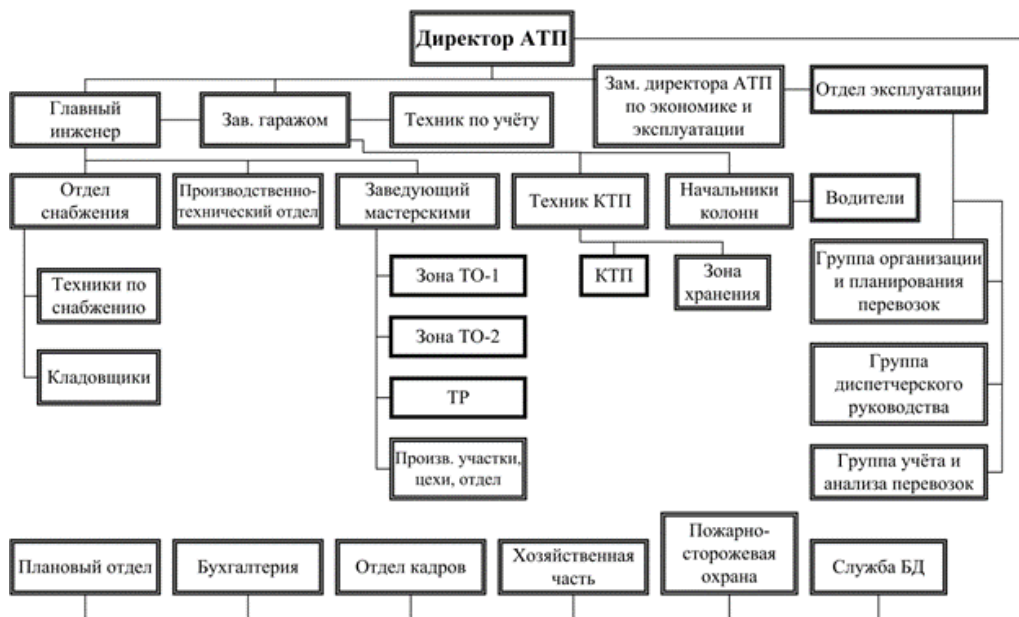 Директор АТП
Главный
инженер
Зав. гаражом
Техник по учёту
Зам. директора АТП
по экономике и
эксплуатации
Отдел эксплуатации
Отдел
снабжения
Производственно-
технический отдел
Заведующий
мастерскими
Техник КТП
Начальники
колонн
Водители
Техники по
снабжению
Кладовщики
Зона ТО-1
Зона ТО-2
ТР
Произв. участки,
цехи, отдел
КТП
Зона
хранения
Группа организации
и планирования
перевозок
Группа
диспетчерского
руководства
Группа учёта и
анализа перевозок
Плановый отдел
Бухгалтерия
Отдел кадров
Хозяйственная
часть
Пожарно-
сторожевая
охрана
Служба БД